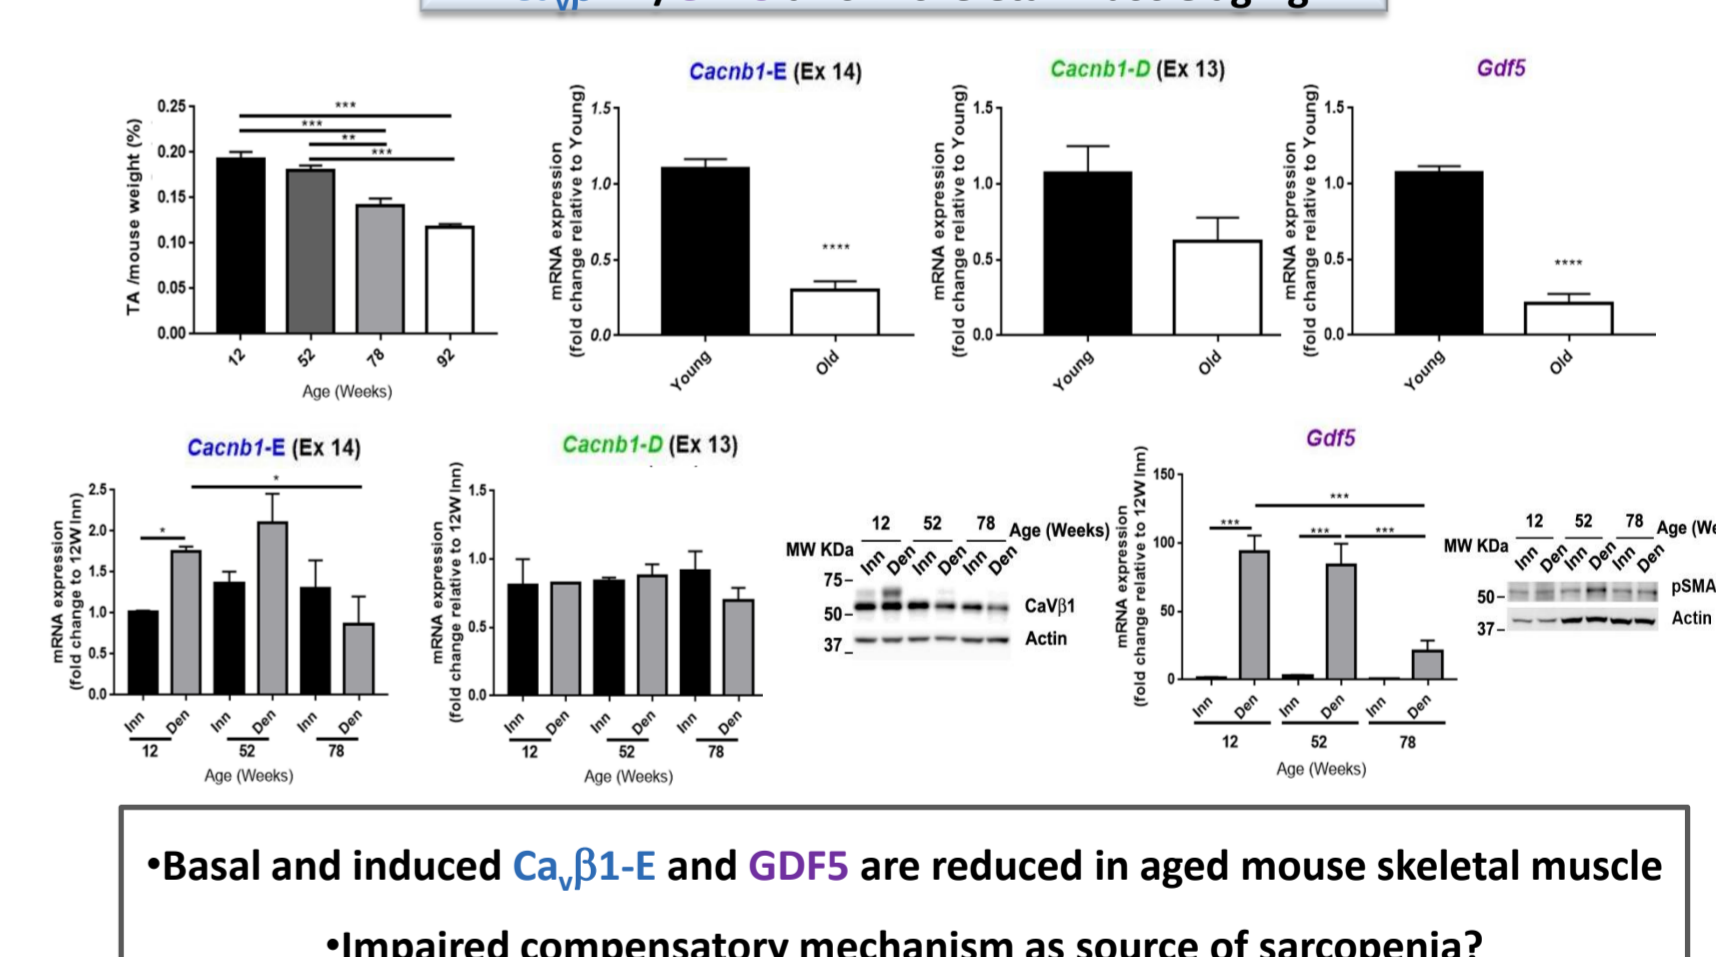 Cacnb1-E (Ex 14)
Cacnb1-D (Ex 13)
Gdf5
TA /mouse weight (%)
0.25
0.20
0.15
0.10
0.05
0.00
***
***
**
***
12
52
78
92
Age (Weeks)
mRNA expression
(fold change relative to Young)
1.5
1.0
0.5
0.0
****
Young
Old
mRNA expression
(fold change relative to Young)
1.5
1.0
0.5
0.0
Young
Old
mRNA expression
(fold change relative to Young)
1.5
1.0
0.5
0.0
****
Young
Old
Cacnb1-E (Ex 14)
mRNA expression
(fold change to 12W Inn)
2.5
2.0
1.5
1.0
0.5
0.0
*
*
Inn Den Inn Den Inn Den
12 52 78
Age (Weeks)
Cacnb1-D (Ex 13)
mRNA expression
(fold change relative to 12W Inn)
1.5
1.0
0.5
0.0
Inn Den Inn Den Inn Den
12 52 78
Age (Weeks)
12 52 78 Age (Weeks)
MW KDa Inn Den Inn Den Inn Den
75
50 CaVβ1
37 Actin
Gdf5
mRNA expression
(fold change relative to 12W Inn)
150
100
50
0
***
*** *** ***
Inn Den Inn Den Inn Den
12 52 78
Age (Weeks)
12 52 78 Age (We
MW KDa Inn Den Inn Den Inn Den
50 pSMA
37 Actin
•Basal and induced Cavβ1-E and GDF5 are reduced in aged mouse skeletal muscle
•Impaired compensatory mechanism as source of sarcopenia?